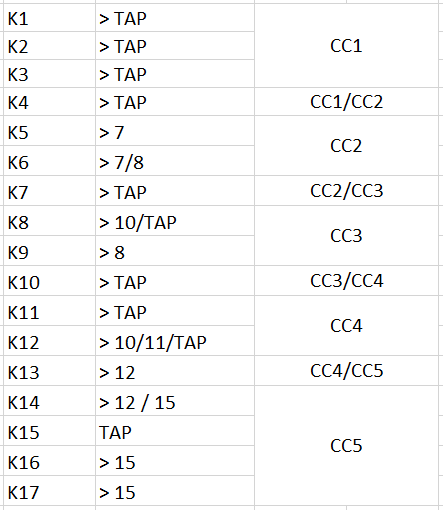 K1 > TAP CC1
K2 > TAP
K3 > TAP
K4 > TAP CC1/CC2
K5 > 7 CC2
K6 > 7/8
K7 > TAP CC2/CC3
K8 > 10/TAP CC3
K9 > 8
K10 > TAP CC3/CC4
K11 > TAP CC4
K12 > 10/11/TAP
K13 > 12 CC4/CC5
K14 > 12 / 15 CC5
K15 TAP
K16 > 15
K17 > 15